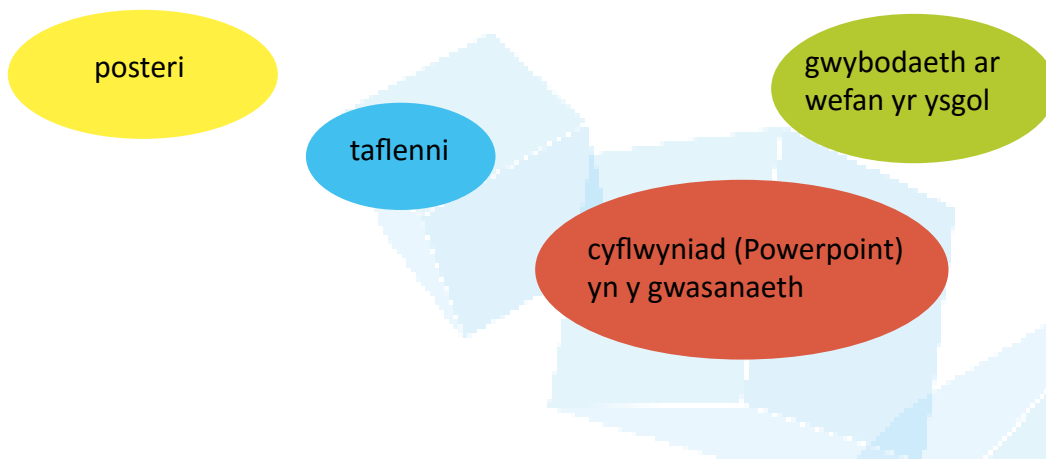 posteri
taflenni
gwybodaeth ar
wefan yr ysgol
cyflwyniad (Powerpoint)
yn y gwasanaeth